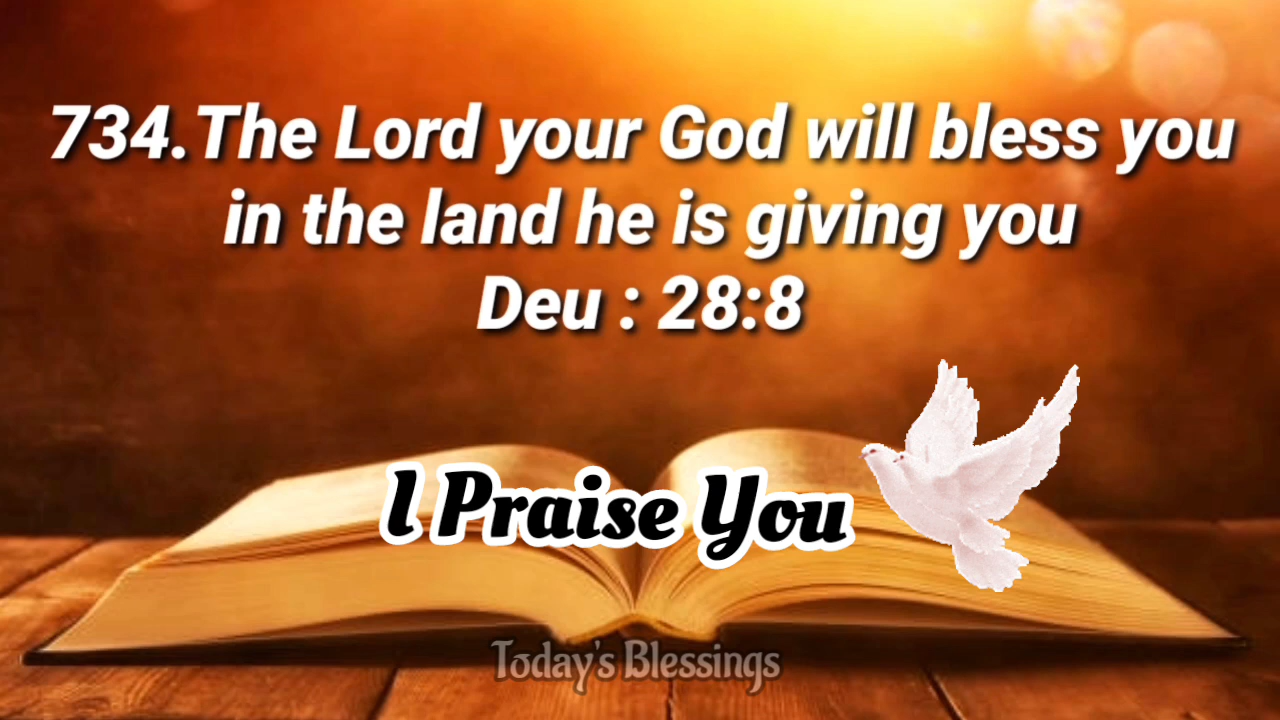 734.The Lord your God will bless you
in the land he is giving you
Deu : 28:8
I Praise You
Today's Blessings